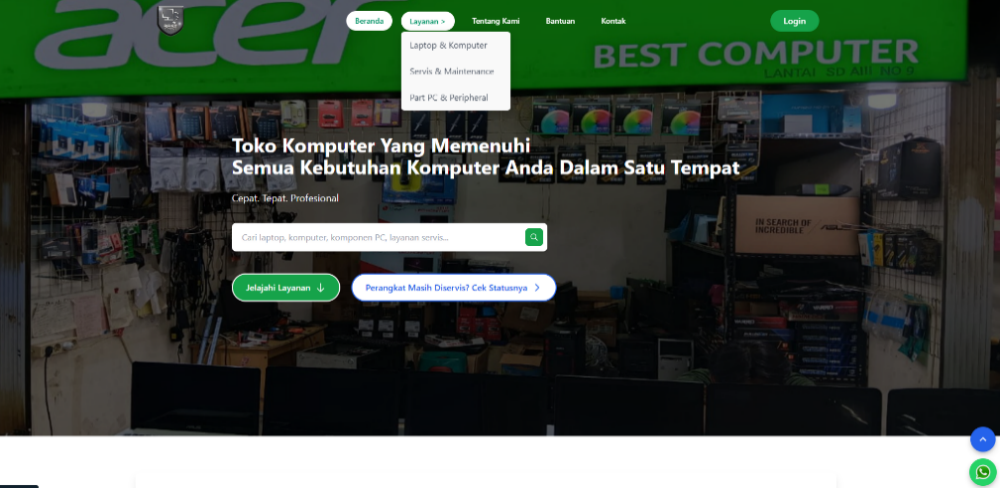 acer
BEST COMPUTER
LANTAI SD AIII NO 9
Beranda
Layanan >
Tentang Kami
Bantuan
Kontak
Login
Laptop & Komputer
Servis & Maintenance
Part PC & Peripheral
Toko Komputer Yang Memenuhi
Semua Kebutuhan Komputer Anda Dalam Satu Tempat
Cepat. Tepat. Profesional
Cari laptop, komputer, komponen PC, layanan servis...
IN SEARCH OF
INCREDIBLE
Jelajahi Layanan
Perangkat Masih Diservis? Cek Statusnya